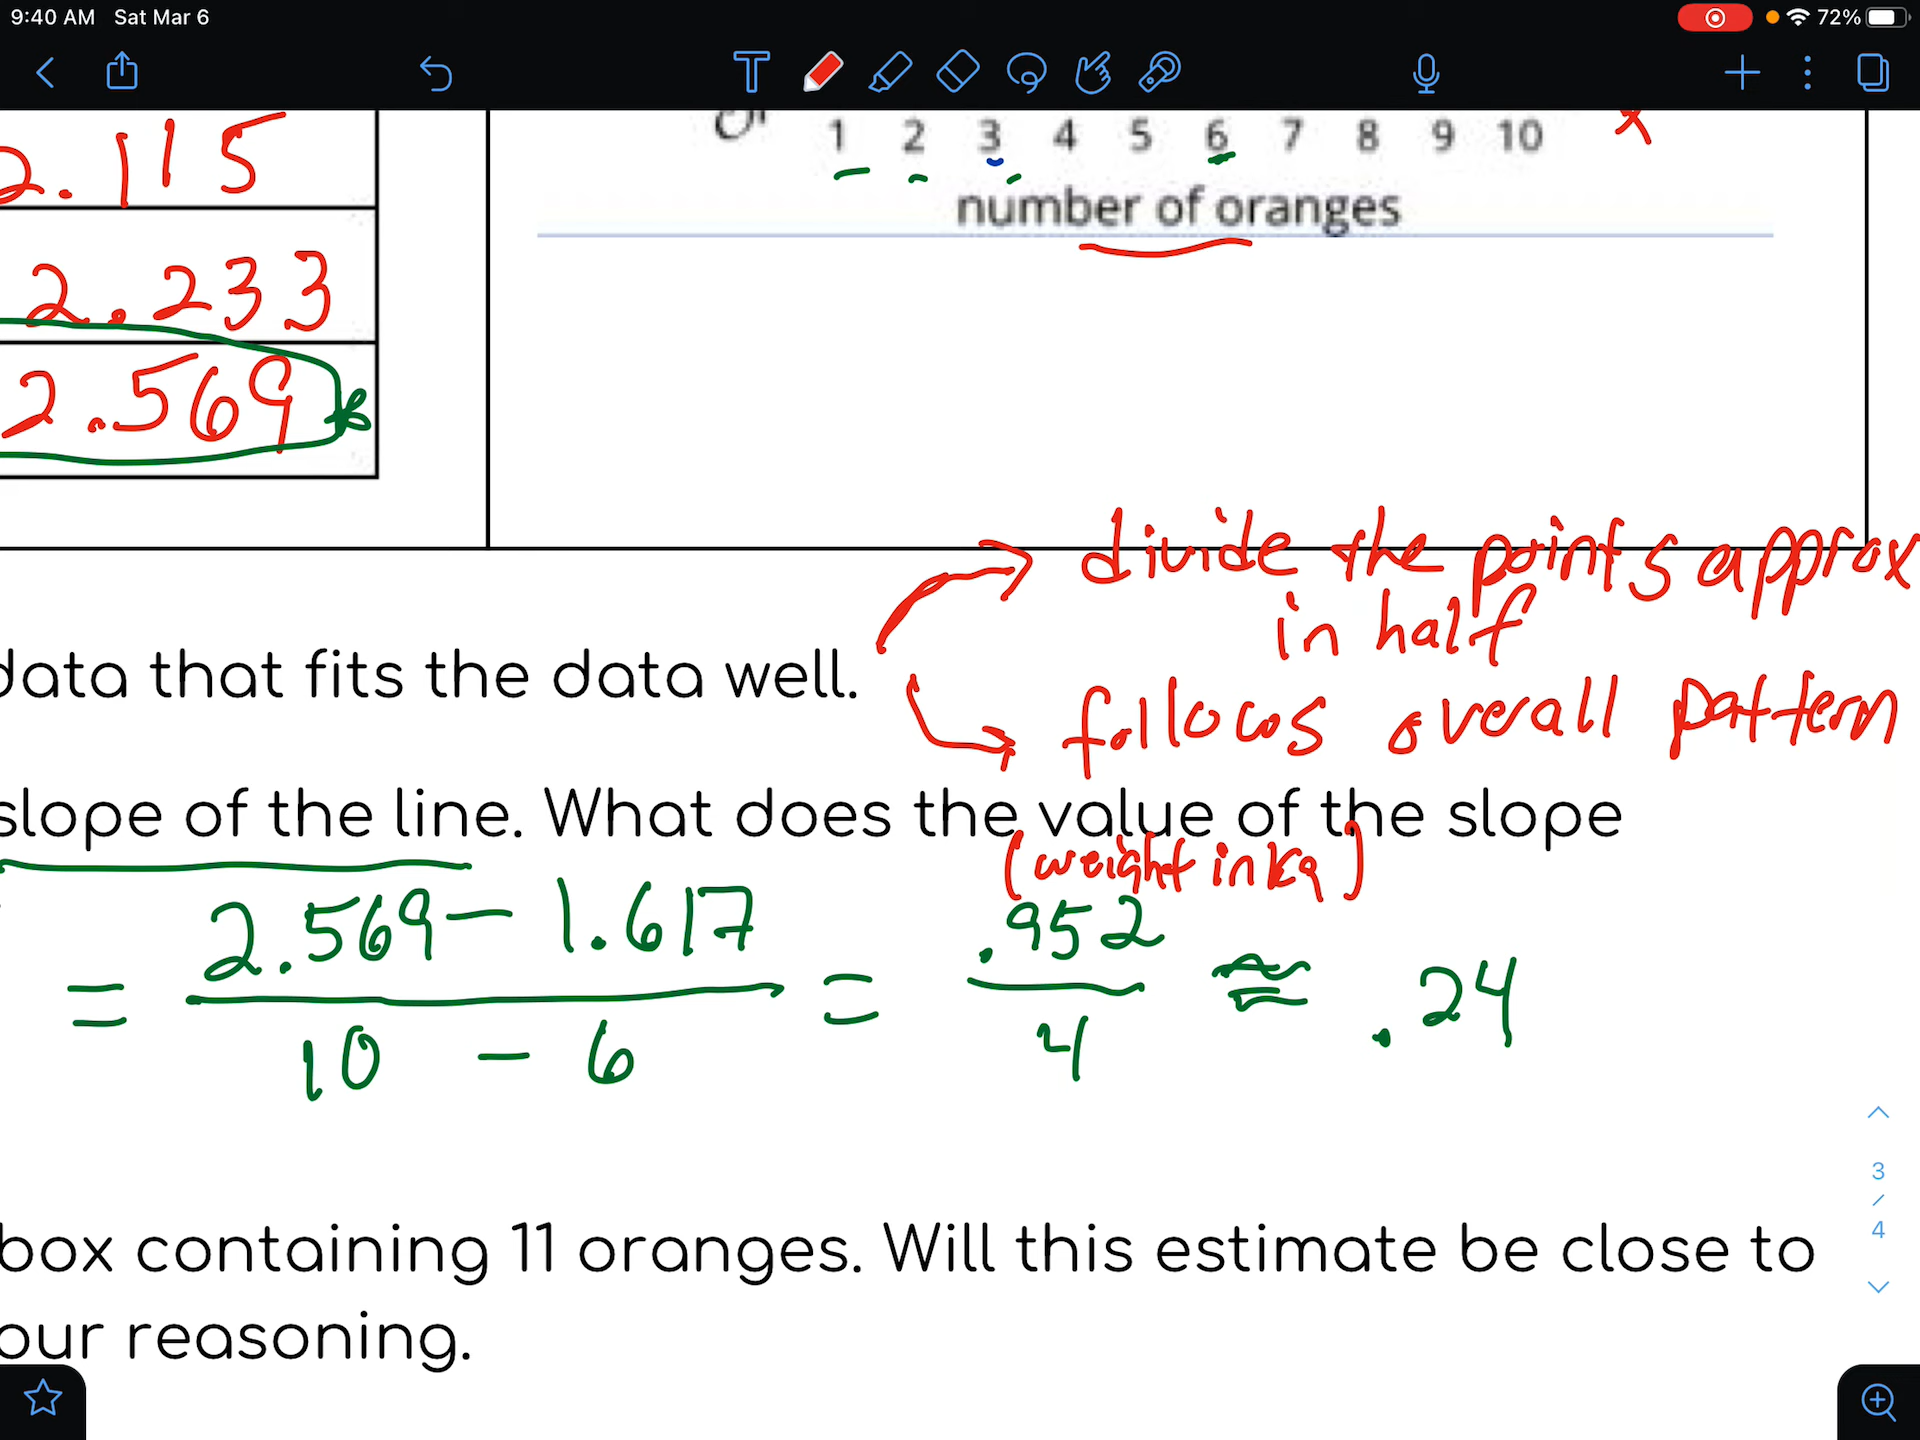 9:40 AM Sat Mar 6
72%
T
2.115
2.233
2.569
1 2 3 4 5 6 7 8 9 10
x
number of oranges
divide the points approx
in half
data that fits the data well.
follows overall pattern
slope of the line. What does the value of the slope
(weight in kg)
= 2.569 - 1.617 = .952 ≅ .24
10 - 6 4
box containing 11 oranges. Will this estimate be close to
our reasoning.
3
/
4